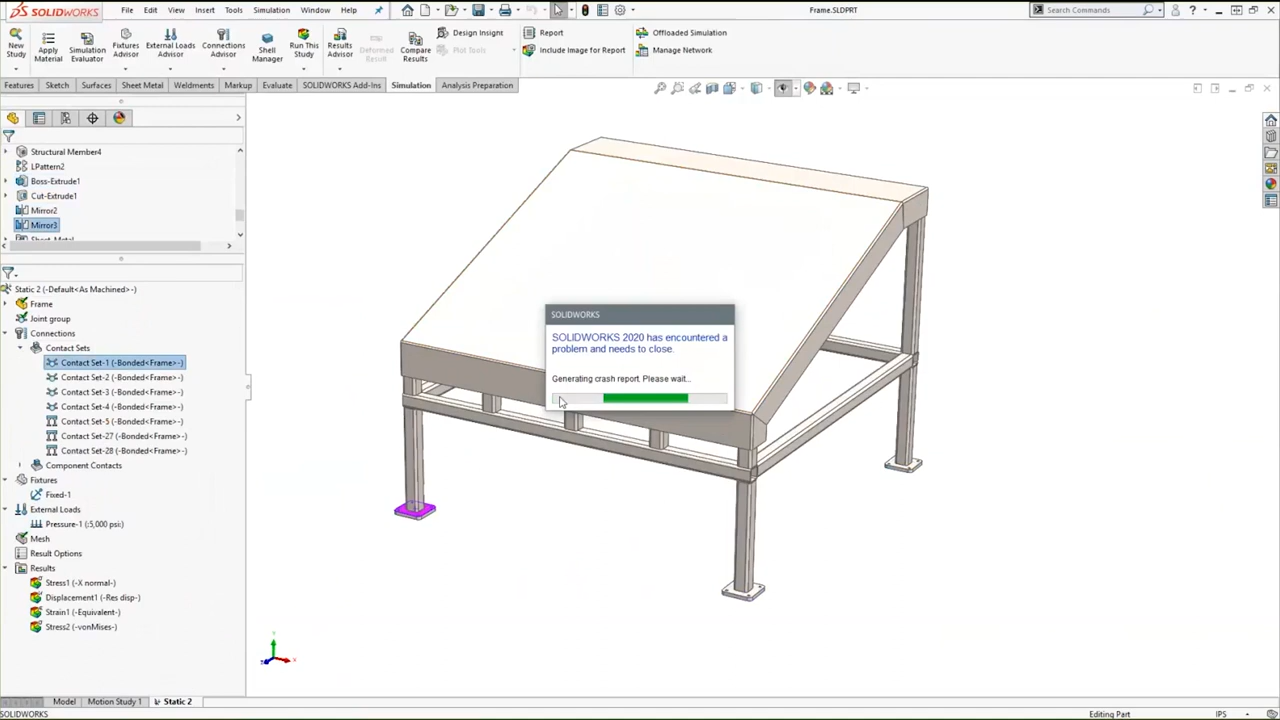 SOLIDWORKS
File Edit View Insert Tools Simulation Window Help
Frame.SLDPRT
Search Commands
New Study
Apply Material
Simulation Evaluator
Fixtures Advisor
External Loads Advisor
Connections Advisor
Shell Manager
Run This Study
Results Advisor
Deformed Result
Compare Results
Design Insight
Plot Tools
Report
Include Image for Report
Offloaded Simulation
Manage Network
Features Sketch Surfaces Sheet Metal Weldments Markup Evaluate SOLIDWORKS Add-Ins Simulation Analysis Preparation
Structural Member4
LPattern2
Boss-Extrude1
Cut-Extrude1
Mirror2
Mirror3
Static 2 (-Default<As Machined>-)
Frame
Joint group
Connections
Contact Sets
Contact Set-1 (-Bonded<Frame>-)
Contact Set-2 (-Bonded<Frame>-)
Contact Set-3 (-Bonded<Frame>-)
Contact Set-4 (-Bonded<Frame>-)
Contact Set-5 (-Bonded<Frame>-)
Contact Set-27 (-Bonded<Frame>-)
Contact Set-28 (-Bonded<Frame>-)
Component Contacts
Fixtures
Fixed-1
External Loads
Pressure-1 (:5,000 psi:)
Mesh
Result Options
Results
Stress1 (-X normal-)
Displacement1 (-Res disp-)
Strain1 (-Equivalent-)
Stress2 (-vonMises-)
SOLIDWORKS
SOLIDWORKS 2020 has encountered a
problem and needs to close.
Generating crash report. Please wait...
Y
X
Model Motion Study 1 Static 2
SOLIDWORKS
Editing Part
IPS